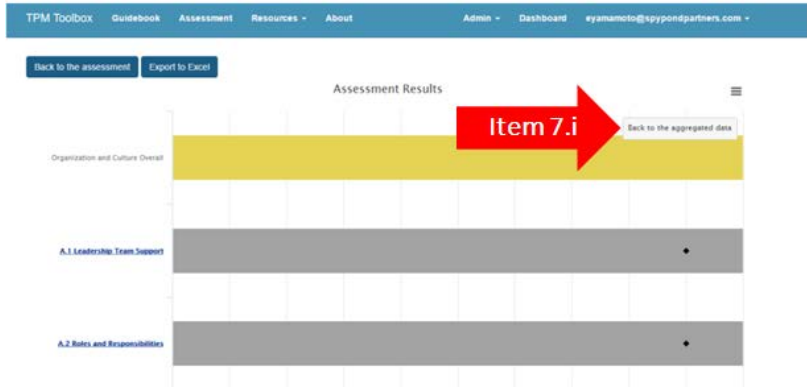 TPM Toolbox Guidebook Assessment Resources About Admin Dashboard eyamamoto@spypondpartners.com
Back to the assessment Export to Excel
Assessment Results
Item 7.i
Back to the aggregated data
Organization and Culture Overall
A.1 Leadership Team Support
A.2 Roles and Responsibilities